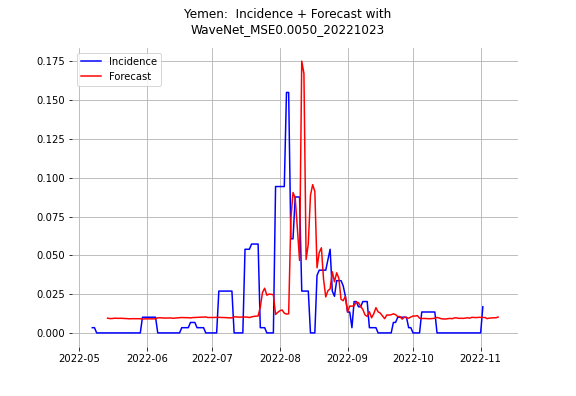 Yemen:  Incidence + Forecast with
WaveNet_MSE0.0050_20221023
Incidence
Forecast
0.175
0.150
0.125
0.100
0.075
0.050
0.025
0.000
2022-05 2022-06 2022-07 2022-08 2022-09 2022-10 2022-11